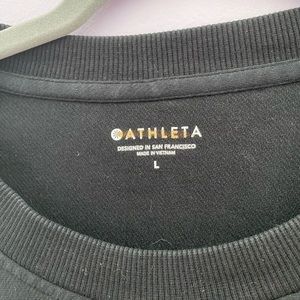 ATHLETA
DESIGNED IN SAN FRANCISCO
MADE IN VIETNAM
L